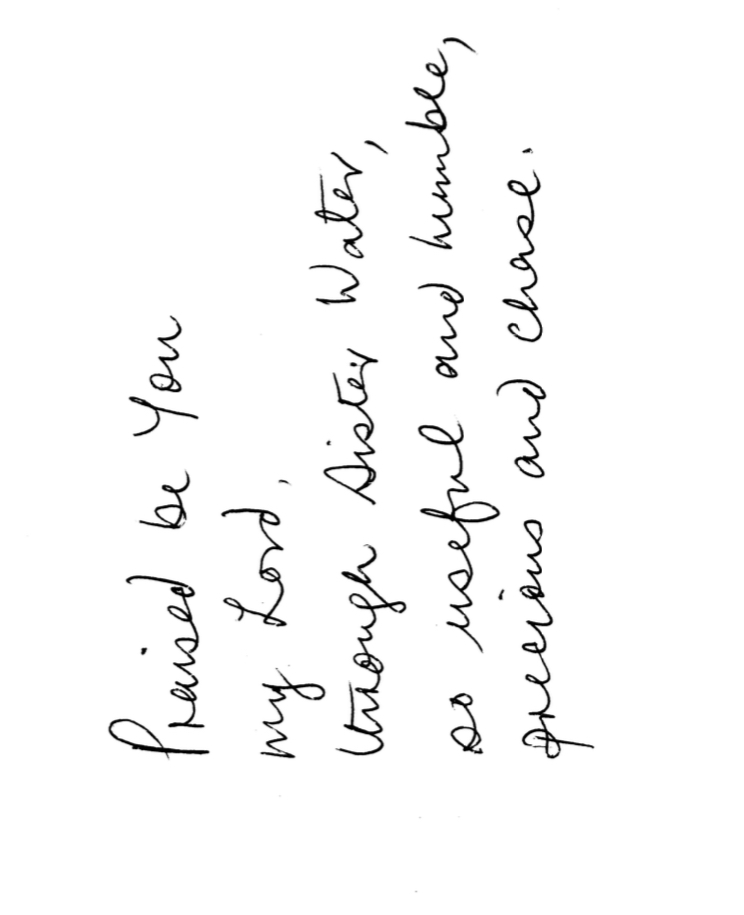 Praised be You
my Lord,
through Sister Water,
so useful and humble,
precious and chase.